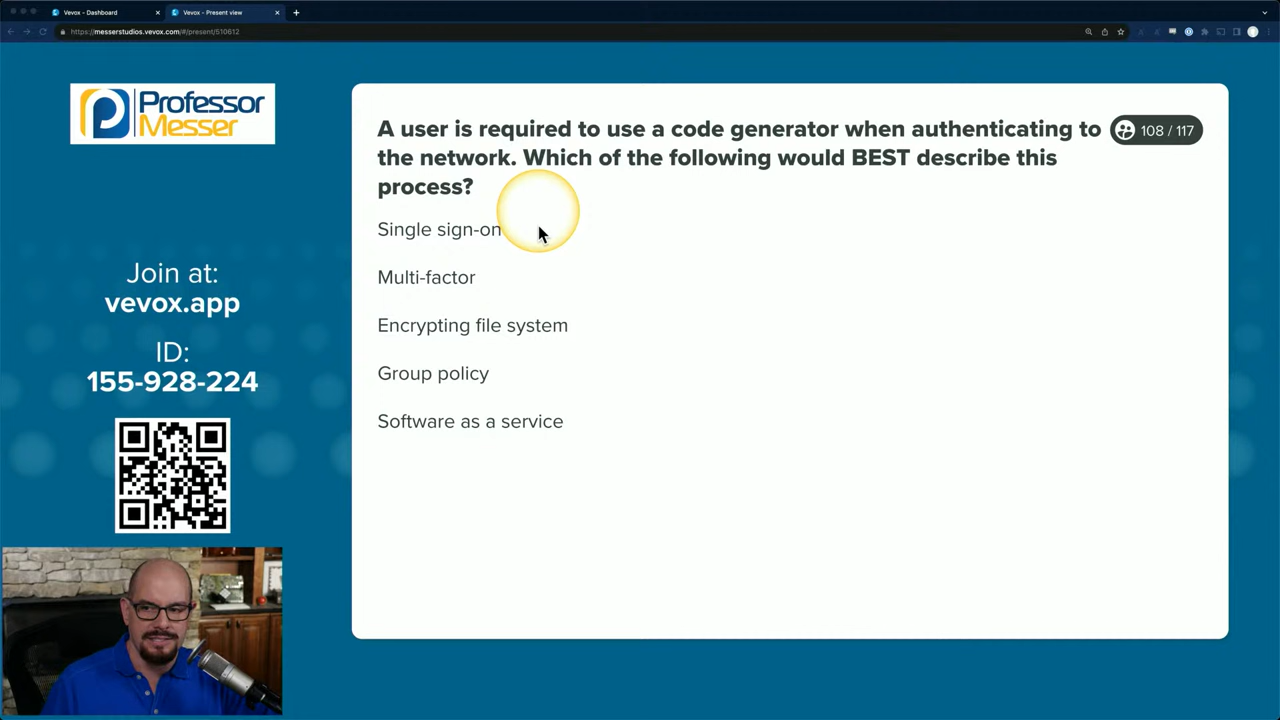 Vevox - Dashboard
Vevox - Present view
https://messerstudios.vevox.com/#/present/510612
Professor
Messer
A user is required to use a code generator when authenticating to
the network. Which of the following would BEST describe this
process?
108 / 117
Single sign-on
Multi-factor
Encrypting file system
Group policy
Software as a service
Join at:
vevox.app
ID:
155-928-224